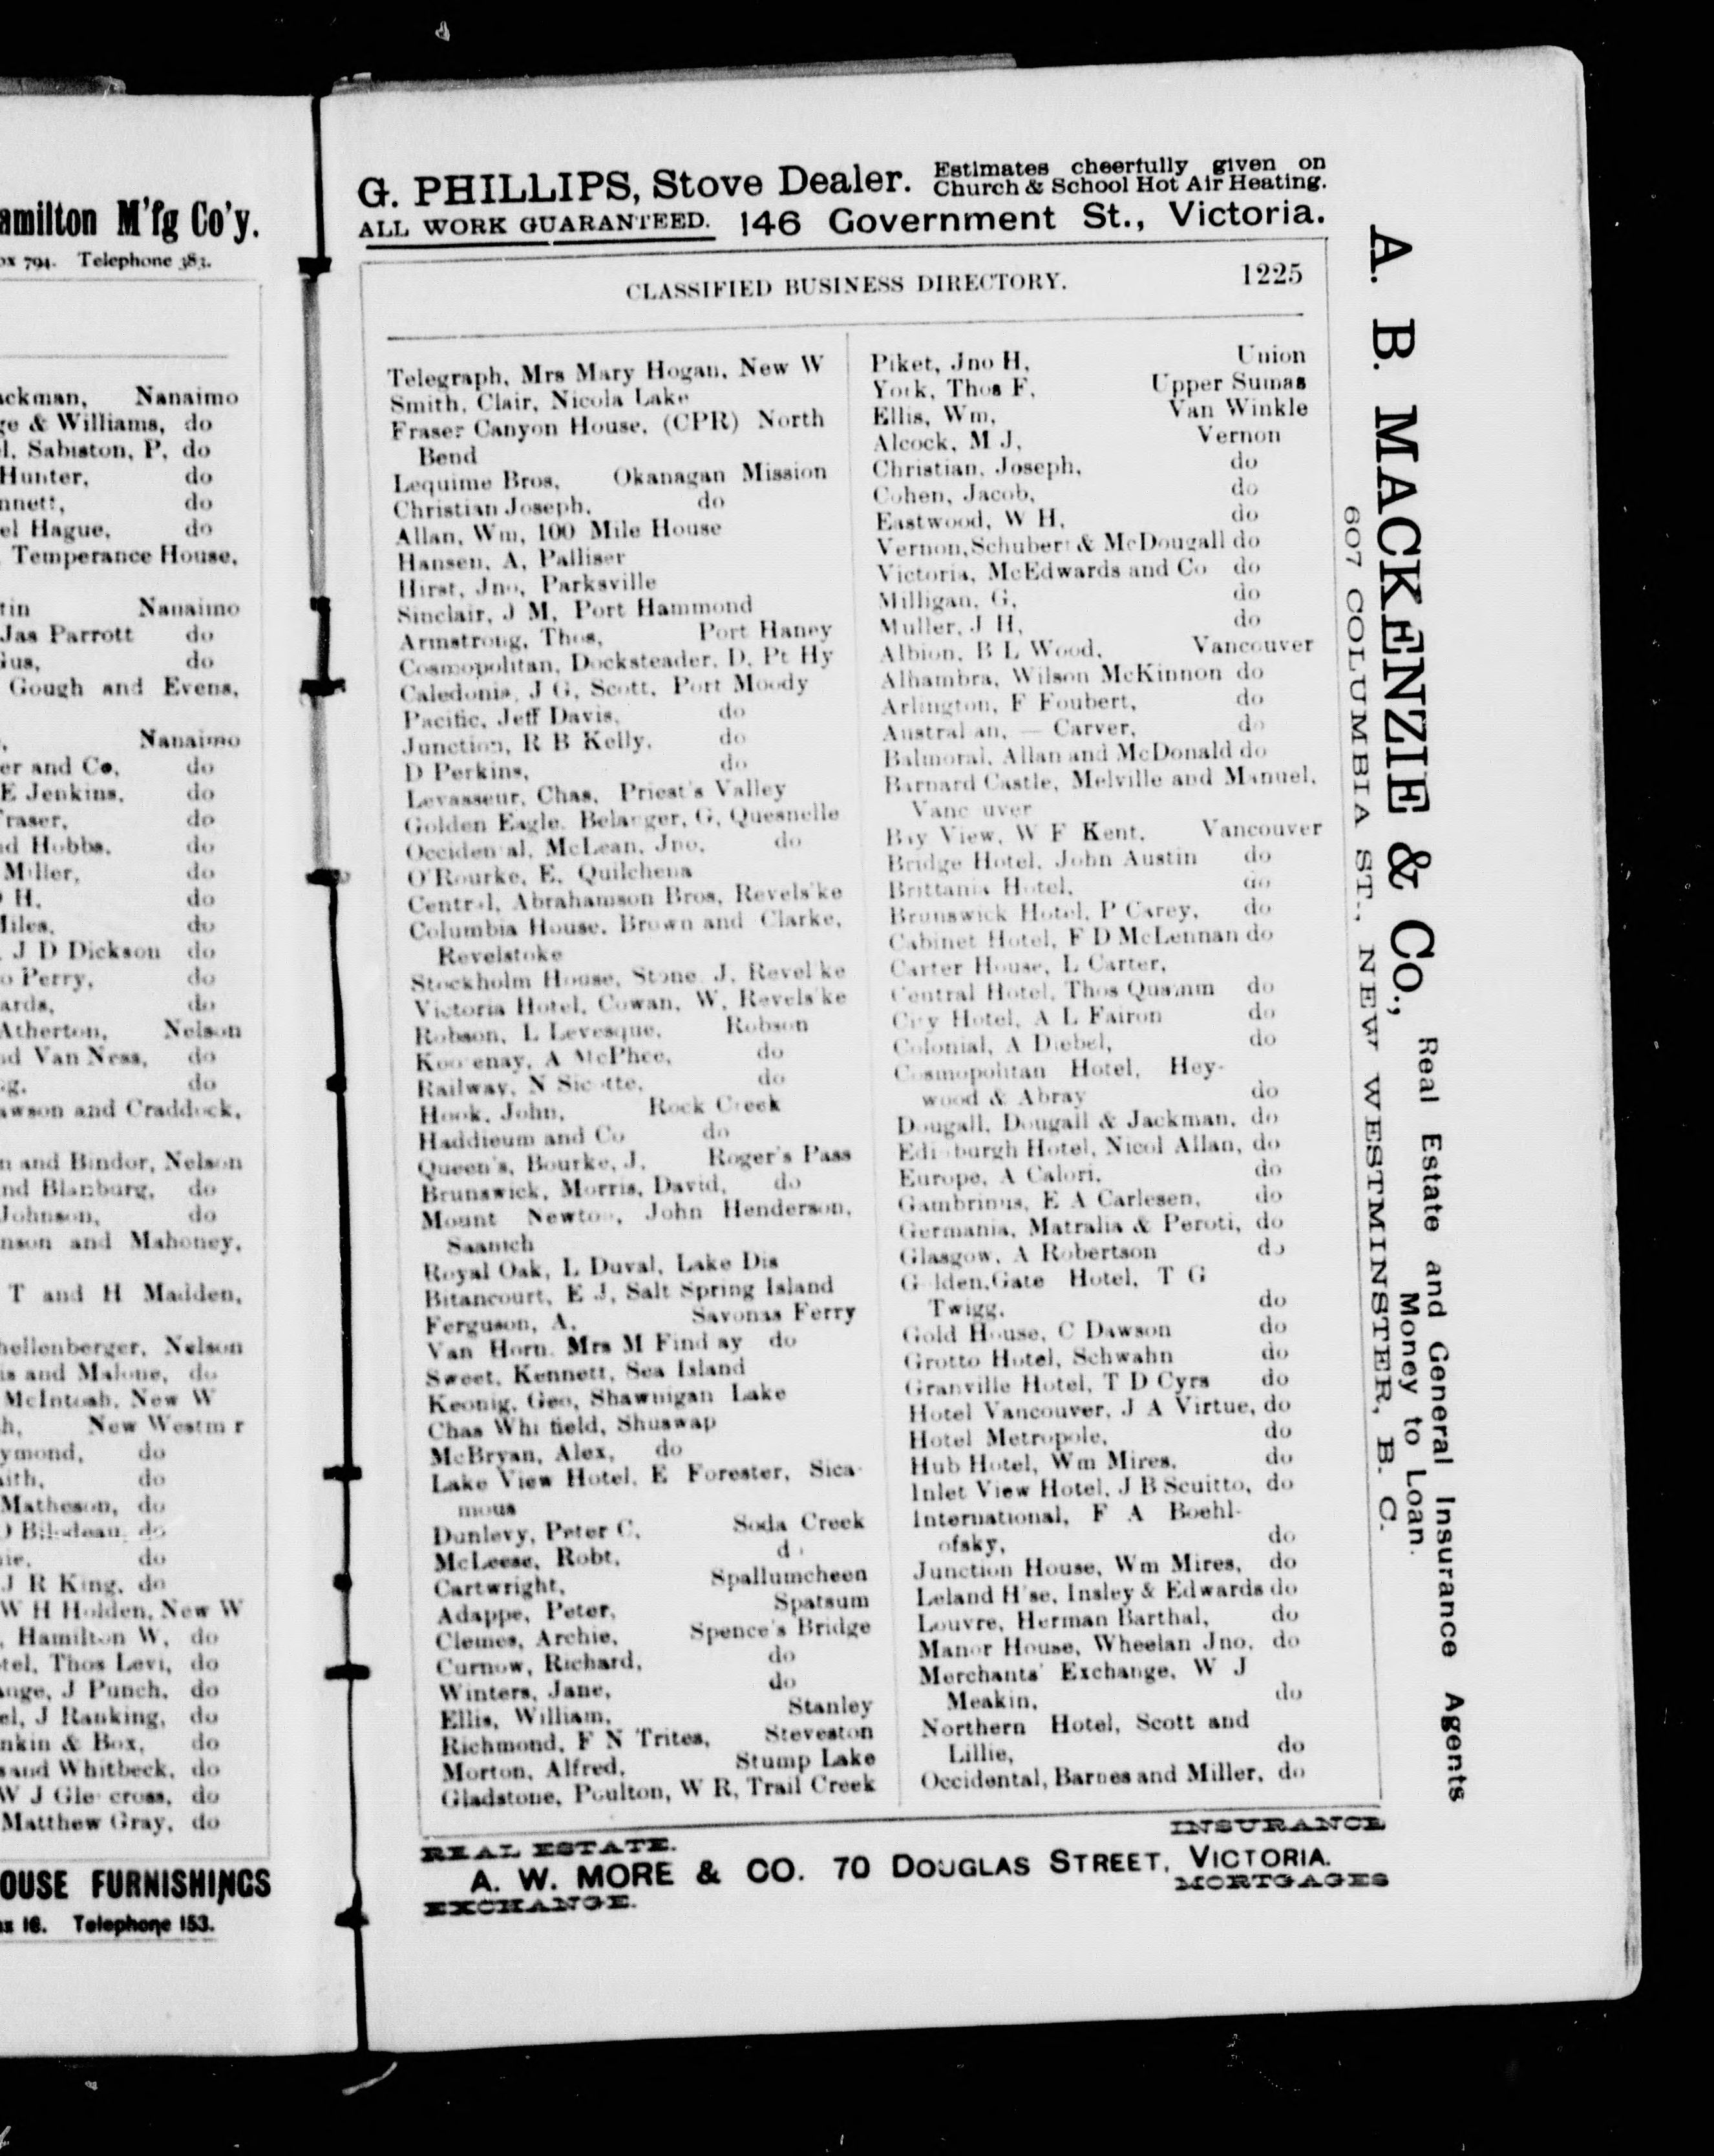 amilton M'fg Co'y.
ox 794. Telephone 383.
ackman, Nanaimo
ge & Williams, do
l, Sabiston, P, do
Hunter, do
nnett, do
el Hague, do
Temperance House,
tin Nanaimo
Jas Parrott do
ius, do
Gough and Evens,
, Nanaimo
er and Co, do
E Jenkins, do
raser, do
d Hobbs, do
Miller, do
H, do
Miles, do
J D Dickson do
o Perry, do
ards, do
Atherton, Nelson
nd Van Ness, do
g. do
awson and Craddock,
n and Bindor, Nelson
nd Blanburg, do
Johnson, do
nson and Mahoney,
T and H Madden,
hellenberger, Nelson
is and Malone, do
McIntosh, New W
h, New Westm r
ymond, do
ith, do
Matheson, do
Bilodeau, do
ie, do
J R King, do
W H Holden, New W
, Hamilton W, do
tel, Thos Levi, do
ange, J Punch, do
el, J Ranking, do
nkin & Box, do
and Whitbeck, do
W J Gle cross, do
Matthew Gray, do
OUSE FURNISHINGS
ox 16. Telephone 153.
G. PHILLIPS, Stove Dealer. Estimates cheerfully given on
Church & School Hot Air Heating.
ALL WORK GUARANTEED. 146 Government St., Victoria.
CLASSIFIED BUSINESS DIRECTORY. 1225
Telegraph, Mrs Mary Hogan, New W
Smith, Clair, Nicola Lake
Fraser Canyon House, (CPR) North
Bend
Lequime Bros, Okanagan Mission
Christian Joseph, do
Allan, Wm, 100 Mile House
Hansen, A, Palliser
Hirst, Jno, Parksville
Sinclair, J M, Port Hammond
Armstrong, Thos, Port Haney
Cosmopolitan, Docksteader, D, Pt Hy
Caledonia, J G, Scott, Port Moody
Pacific, Jeff Davis, do
Junction, R B Kelly, do
D Perkins, do
Levasseur, Chas, Priest's Valley
Golden Eagle, Belanger, G, Quesnelle
Occiden al, McLean, Jno, do
O'Rourke, E, Quilchena
Central, Abrahamson Bros, Revels'ke
Columbia House, Brown and Clarke,
Revelstoke
Stockholm House, Stone J, Revel'ke
Victoria Hotel, Cowan, W, Revels'ke
Robson, L Levesque, Robson
Koo enay, A McPhee, do
Railway, N Sicotte, do
Hook, John, Rock Creek
Haddieum and Co do
Queen's, Bourke, J, Roger's Pass
Brunswick, Morris, David, do
Mount Newton, John Henderson,
Saanich
Royal Oak, L Duval, Lake Dis
Bitancourt, E J, Salt Spring Island
Ferguson, A, Savonas Ferry
Van Horn, Mrs M Find ay do
Sweet, Kennett, Sea Island
Keonig, Geo, Shawnigan Lake
Chas Whi field, Shuswap
McBryan, Alex, do
Lake View Hotel, E Forester, Sica-
mous
Dunlevy, Peter C, Soda Creek
McLeese, Robt, d
Cartwright, Spallumcheen
Adappe, Peter, Spatsum
Clemes, Archie, Spence's Bridge
Curnow, Richard, do
Winters, Jane, do
Ellis, William, Stanley
Richmond, F N Trites, Steveston
Morton, Alfred, Stump Lake
Gladstone, Poulton, W R, Trail Creek
Piket, Jno H, Union
York, Thos F, Upper Sumas
Ellis, Wm, Van Winkle
Alcock, M J, Vernon
Christian, Joseph, do
Cohen, Jacob, do
Eastwood, W H, do
Vernon, Schubert & McDougall do
Victoria, McEdwards and Co do
Milligan, G, do
Muller, J H, do
Albion, B L Wood, Vancouver
Alhambra, Wilson McKinnon do
Arlington, F Foubert, do
Austral an, — Carver, do
Balmoral, Allan and McDonald do
Barnard Castle, Melville and Manuel,
Vanc uver
Bay View, W F Kent, Vancouver
Bridge Hotel, John Austin do
Brittania Hotel, do
Brunswick Hotel, P Carey, do
Cabinet Hotel, F D McLennan do
Carter House, L Carter,
Central Hotel, Thos Quannn do
City Hotel, A L Fairon do
Colonial, A Diebel, do
Cosmopolitan Hotel, Hey-
wood & Abray do
Dougall, Dougall & Jackman, do
Edi burgh Hotel, Nicol Allan, do
Europe, A Calori, do
Gambrinus, E A Carlesen, do
Germania, Matralia & Peroti, do
Glasgow, A Robertson do
Golden,Gate Hotel, T G
Twigg, do
Gold House, C Dawson do
Grotto Hotel, Schwahn do
Granville Hotel, T D Cyrs do
Hotel Vancouver, J A Virtue, do
Hotel Metropole, do
Hub Hotel, Wm Mires, do
Inlet View Hotel, J B Scuitto, do
International, F A Boehl-
ofsky, do
Junction House, Wm Mires, do
Leland H'se, Insley & Edwards do
Louvre, Herman Barthal, do
Manor House, Wheelan Jno, do
Merchants' Exchange, W J
Meakin, do
Northern Hotel, Scott and
Lillie, do
Occidental, Barnes and Miller, do
REAL ESTATE. INSURANCE
A. W. MORE & CO. 70 DOUGLAS STREET, VICTORIA.
EXCHANGE. MORTGAGES
A. B. MACKENZIE & CO., Real Estate and General Insurance Agents
Money to Loan.
607 COLUMBIA ST., NEW WESTMINSTER, B. C.